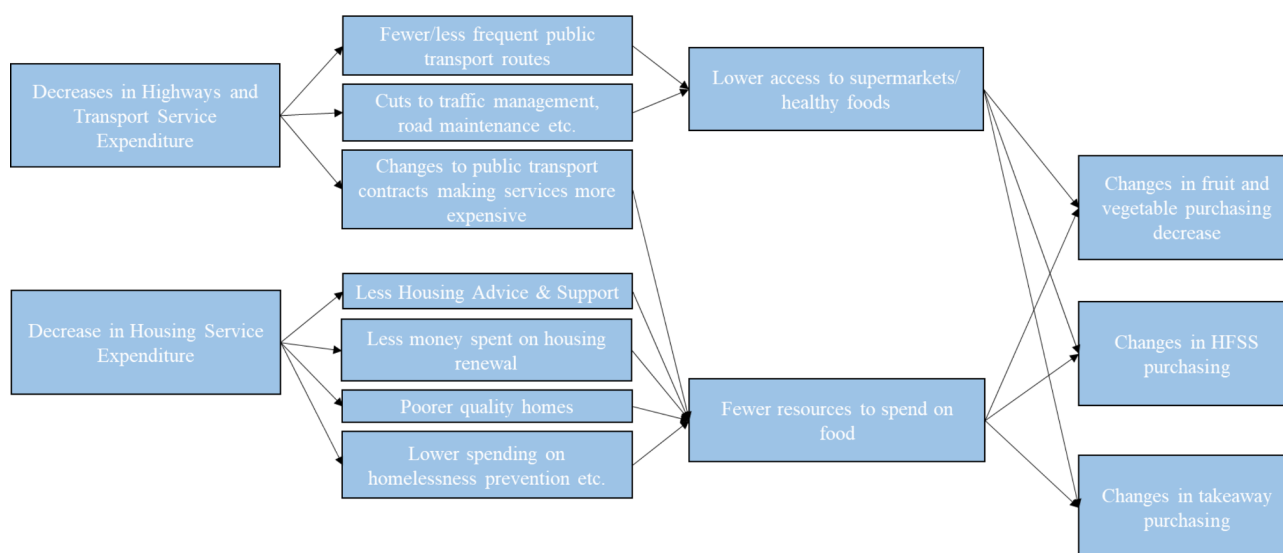 Decreases in Highways and
Transport Service
Expenditure
Fewer/less frequent public
transport routes
Cuts to traffic management,
road maintenance etc.
Changes to public transport
contracts making services more
expensive
Lower access to supermarkets/
healthy foods
Decrease in Housing Service
Expenditure
Less Housing Advice & Support
Less money spent on housing
renewal
Poorer quality homes
Lower spending on
homelessness prevention etc.
Fewer resources to spend on
food
Changes in fruit and
vegetable purchasing
decrease
Changes in HFSS
purchasing
Changes in takeaway
purchasing